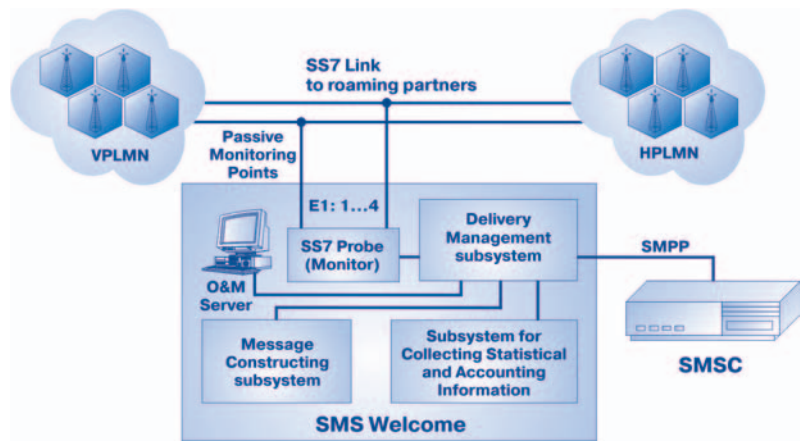 SS7 Link
to roaming partners
VPLMN
HPLMN
Passive
Monitoring
Points
E1: 1...4
Delivery
Management
subsystem
SS7 Probe
(Monitor)
SMPP
O&M
Server
Message
Constructing
subsystem
Subsystem for
Collecting Statistical
and Accounting
Information
SMSC
SMS Welcome